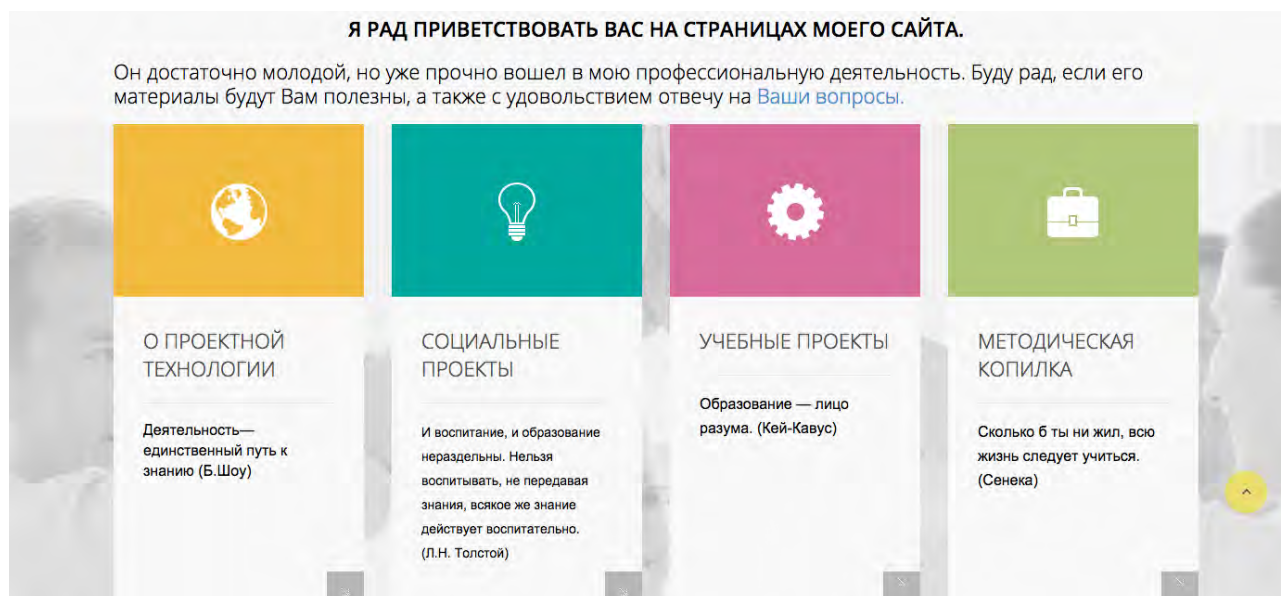 Я РАД ПРИВЕТСТВОВАТЬ ВАС НА СТРАНИЦАХ МОЕГО САЙТА.
Он достаточно молодой, но уже прочно вошел в мою профессиональную деятельность. Буду рад, если его
материалы будут Вам полезны, а также с удовольствием отвечу на Ваши вопросы.
О ПРОЕКТНОЙ
ТЕХНОЛОГИИ
Деятельность—
единственный путь к
знанию (Б.Шоу)
СОЦИАЛЬНЫЕ
ПРОЕКТЫ
И воспитание, и образование
нераздельны. Нельзя
воспитывать, не передавая
знания, всякое же знание
действует воспитательно.
(Л.Н. Толстой)
УЧЕБНЫЕ ПРОЕКТЫ
Образование — лицо
разума. (Кей-Кавус)
МЕТОДИЧЕСКАЯ
КОПИЛКА
Сколько б ты ни жил, всю
жизнь следует учиться.
(Сенека)